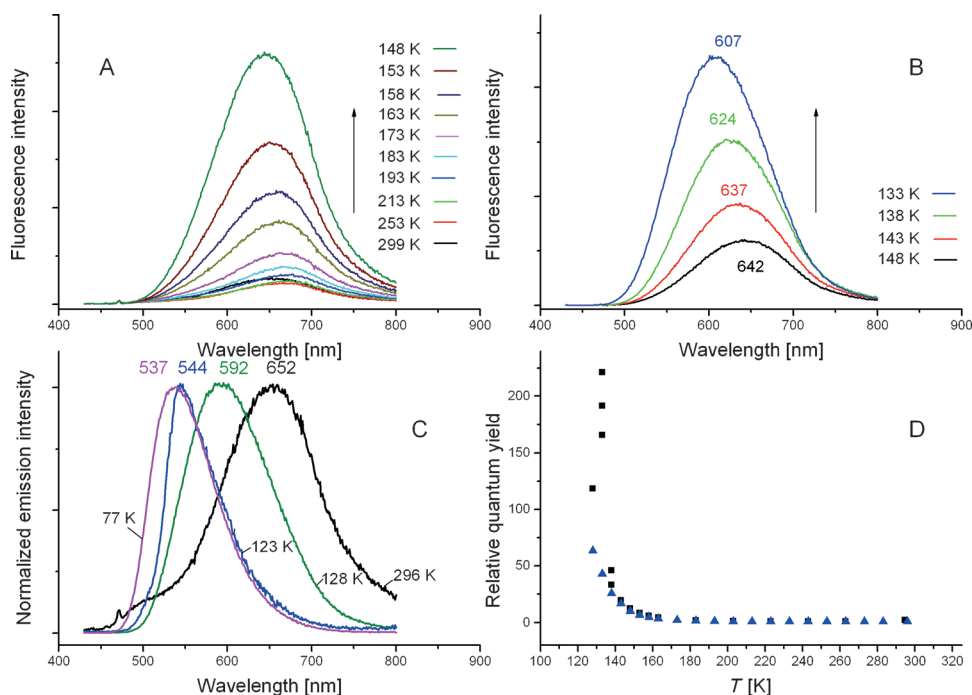 A
148 K
153 K
158 K
163 K
173 K
183 K
193 K
213 K
253 K
299 K
Fluorescence intensity
400 500 600 700 800 900
Wavelength [nm]
B
607
624
637
642
133 K
138 K
143 K
148 K
Fluorescence intensity
400 500 600 700 800 900
Wavelength [nm]
C
537 544 592 652
77 K
123 K
128 K
296 K
Normalized emission intensity
400 500 600 700 800 900
Wavelength [nm]
D
Relative quantum yield
200
150
100
50
0
100 120 140 160 180 200 220 240 260 280 300 320
T [K]